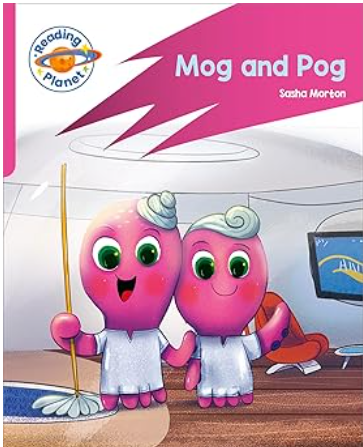 Reading
Planet
Mog and Pog
Sasha Morton